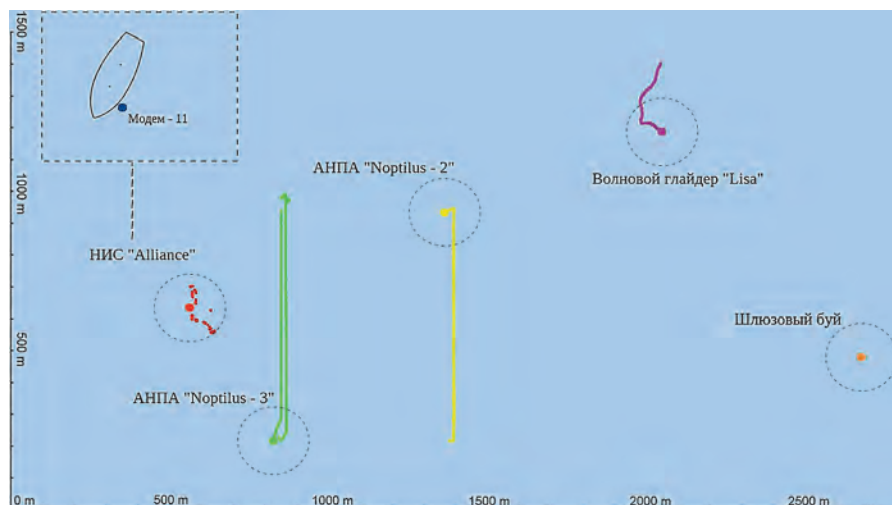 1500 m
Модем - 11
АНПА "Noptilus - 2"
Волновой глайдер "Lisa"
1000 m
НИС "Alliance"
Шлюзовый буй
500 m
АНПА "Noptilus - 3"
0 m
500 m
1000 m
1500 m
2000 m
2500 m